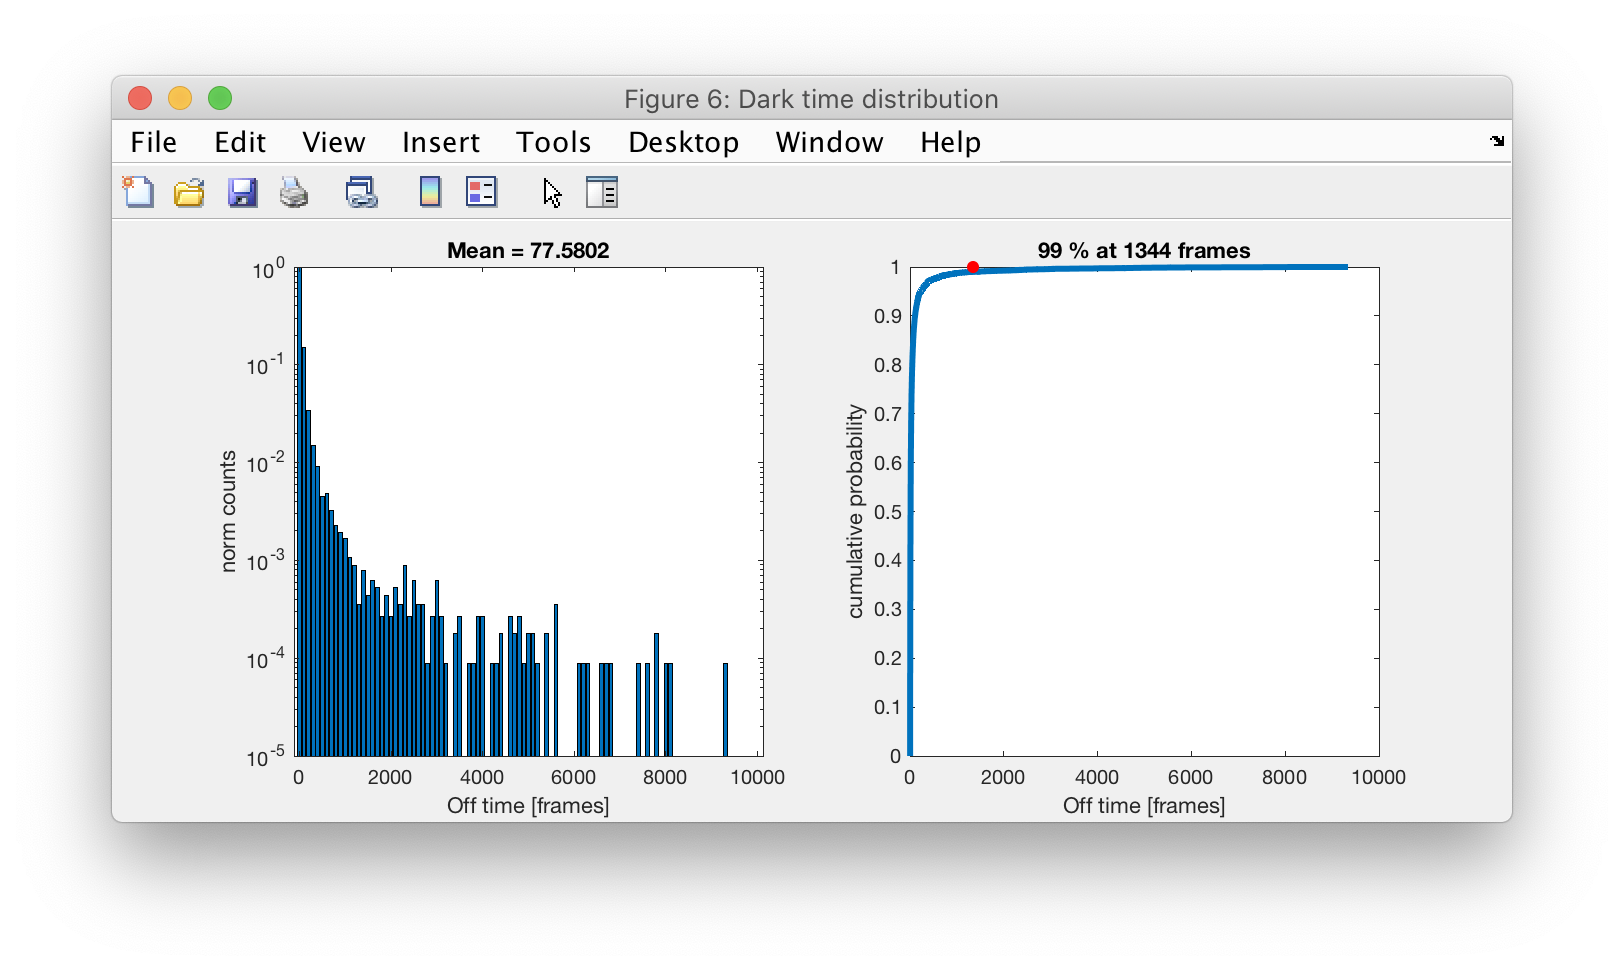 Figure 6: Dark time distribution
File Edit View Insert Tools Desktop Window Help
Mean = 77.5802
10^0
10^-1
10^-2
10^-3
10^-4
10^-5
norm counts
0 2000 4000 6000 8000 10000
Off time [frames]
99 % at 1344 frames
1
0.9
0.8
0.7
0.6
0.5
0.4
0.3
0.2
0.1
0
cumulative probability
0 2000 4000 6000 8000 10000
Off time [frames]